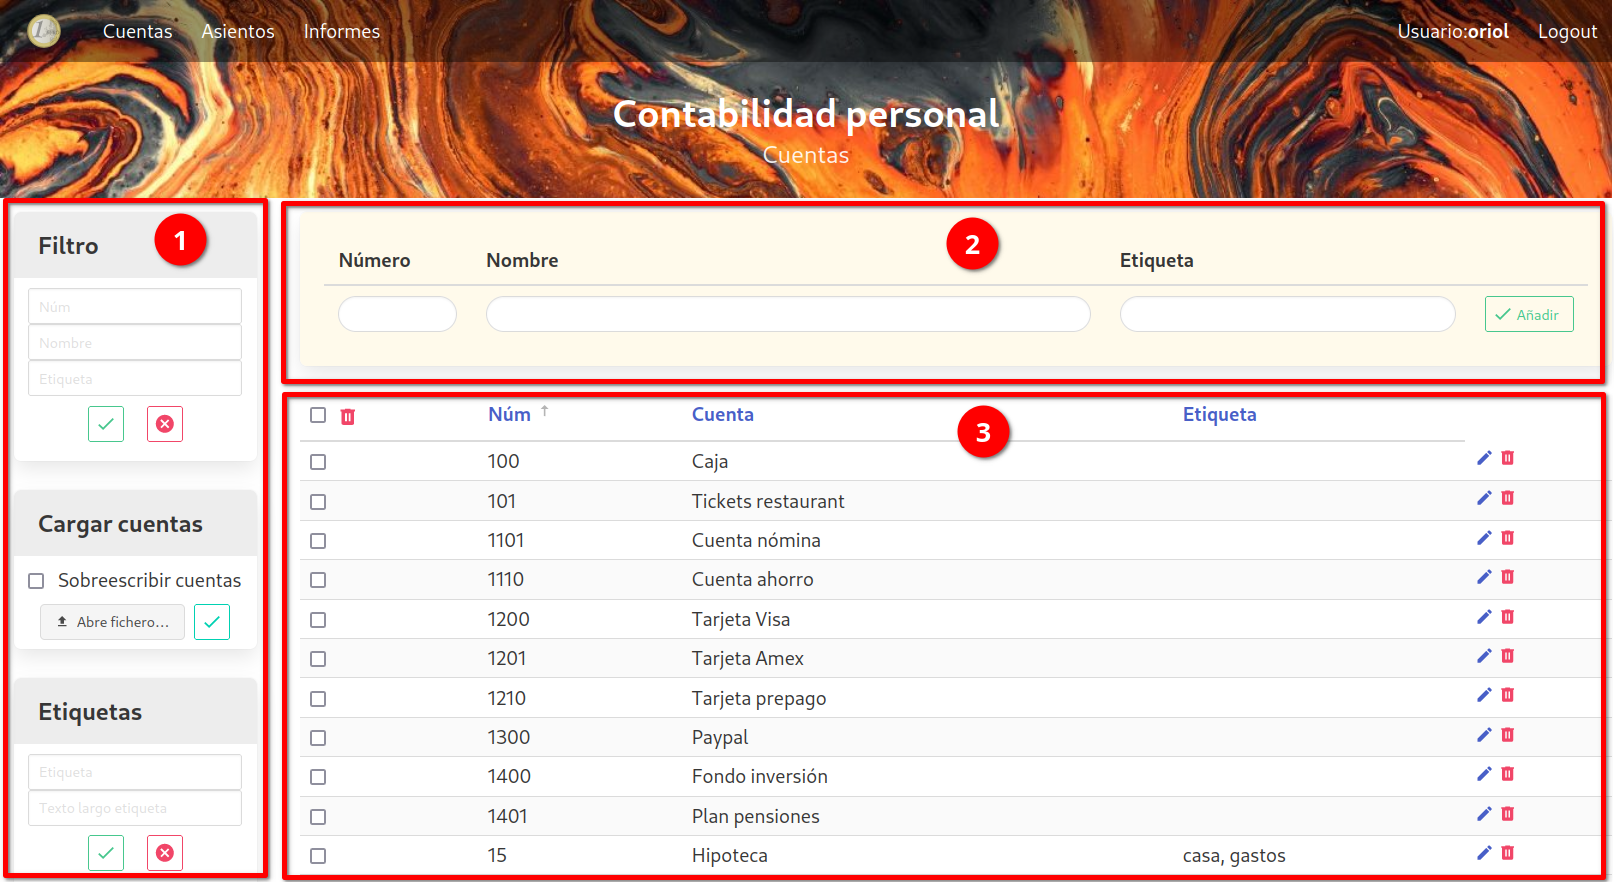 Cuentas Asientos Informes Usuario:oriol Logout
Contabilidad personal
Cuentas
1
Filtro
Núm
Nombre
Etiqueta
Cargar cuentas
Sobreescribir cuentas
Abre fichero...
Etiquetas
Etiqueta
Texto largo etiqueta
2
Número Nombre Etiqueta
Añadir
3
Núm ↑ Cuenta Etiqueta
100 Caja
101 Tickets restaurant
1101 Cuenta nómina
1110 Cuenta ahorro
1200 Tarjeta Visa
1201 Tarjeta Amex
1210 Tarjeta prepago
1300 Paypal
1400 Fondo inversión
1401 Plan pensiones
15 Hipoteca casa, gastos